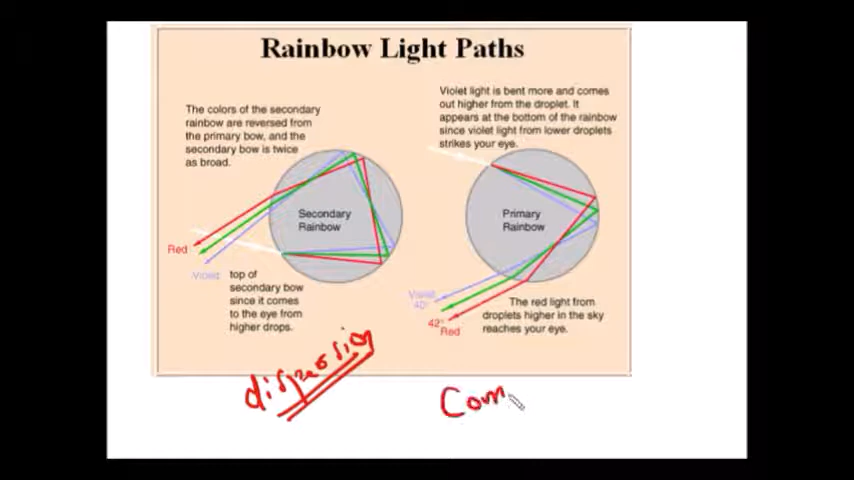 Rainbow Light Paths
The colors of the secondary
rainbow are reversed from
the primary bow, and the
secondary bow is twice
as broad.
Violet light is bent more and comes
out higher from the droplet. It
appears at the bottom of the rainbow
since violet light from lower droplets
strikes your eye.
Secondary
Rainbow
Primary
Rainbow
Red
Violet
top of
secondary bow
since it comes
to the eye from
higher drops.
Violet
40°
42°
Red
The red light from
droplets higher in the sky
reaches your eye.
dispersion
Com